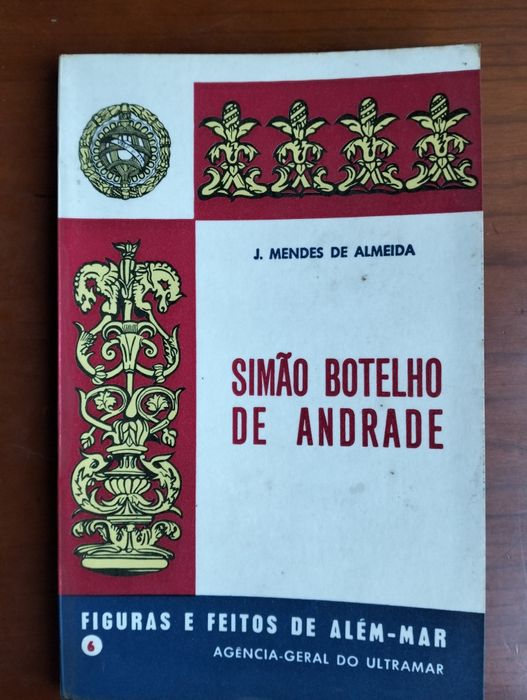 J. MENDES DE ALMEIDA
SIMÃO BOTELHO
DE ANDRADE
FIGURAS E FEITOS DE ALÉM-MAR
6
AGÊNCIA-GERAL DO ULTRAMAR